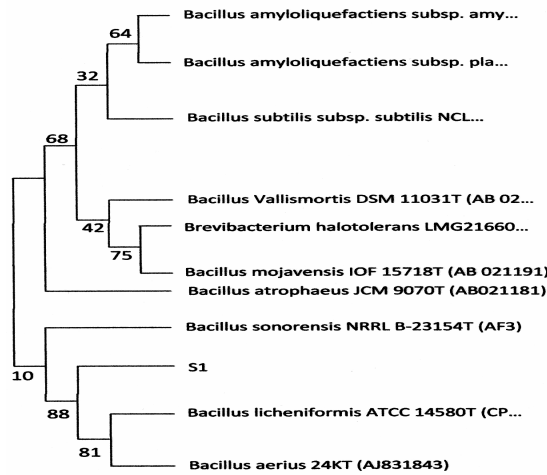 Bacillus amyloliquefactiens subsp. amy...
64
Bacillus amyloliquefactiens subsp. pla...
32
Bacillus subtilis subsp. subtilis NCL...
68
Bacillus Vallismortis DSM 11031T (AB 02...
42
Brevibacterium halotolerans LMG21660...
75
Bacillus mojavensis IOF 15718T (AB 021191)
Bacillus atrophaeus JCM 9070T (AB021181)
Bacillus sonorensis NRRL B-23154T (AF3)
10
S1
88
Bacillus licheniformis ATCC 14580T (CP...
81
Bacillus aerius 24KT (AJ831843)